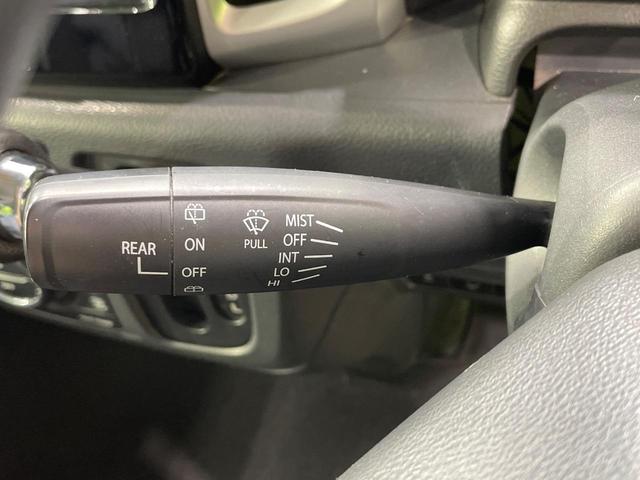 REAR
ON
OFF
PULL
MIST
OFF
INT
LO
HI